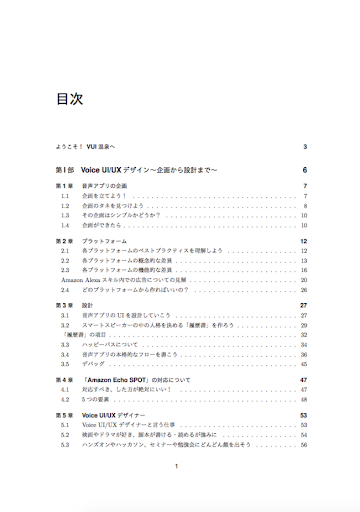 目次
ようこそ！ VUI 温泉へ 3
第 I 部 Voice UI/UX デザイン～企画から設計まで～ 6
第 1 章 音声アプリの企画 7
1.1 企画を立てよう！ 7
1.2 企画のタネを見つけよう 8
1.3 その企画はシンプルかどうか？ 10
1.4 企画ができたら 10
第 2 章 プラットフォーム 12
2.1 各プラットフォームのベストプラクティスを理解しよう 12
2.2 各プラットフォームの概念的な差異 13
2.3 各プラットフォームの機能的な差異 16
Amazon Alexa スキル内での広告についての見解 20
2.4 どのプラットフォームから作ればいいの？ 26
第 3 章 設計 27
3.1 音声アプリの UI を設計していこう 27
3.2 スマートスピーカーの中の人格を決める「履歴書」を作ろう 29
「履歴書」の項目 32
3.3 ハッピーパスについて 34
3.4 音声アプリの本格的なフローを書こう 36
3.5 デバッグ 45
第 4 章 「Amazon Echo SPOT」の対応について 47
4.1 対応すべき、した方が絶対にいい！ 47
4.2 5 つの要素 48
第 5 章 Voice UI/UX デザイナー 53
5.1 Voice UI/UX デザイナーと言う仕事 53
5.2 映画やドラマが好き、脚本が書ける・読めるが強みに 54
5.3 ハンズオンやハッカソン、セミナーや勉強会にどんどん顔を出そう 56
1